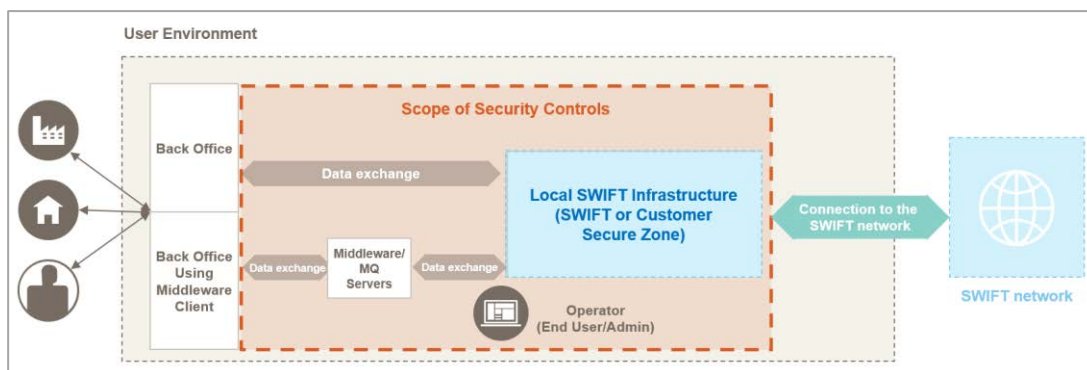 User Environment
Scope of Security Controls
Back Office
Data exchange
Local SWIFT Infrastructure
(SWIFT or Customer
Secure Zone)
Connection to the
SWIFT network
Back Office
Using
Middleware
Client
Data exchange
Middleware/
MQ
Servers
Data exchange
Operator
(End User/Admin)
SWIFT network